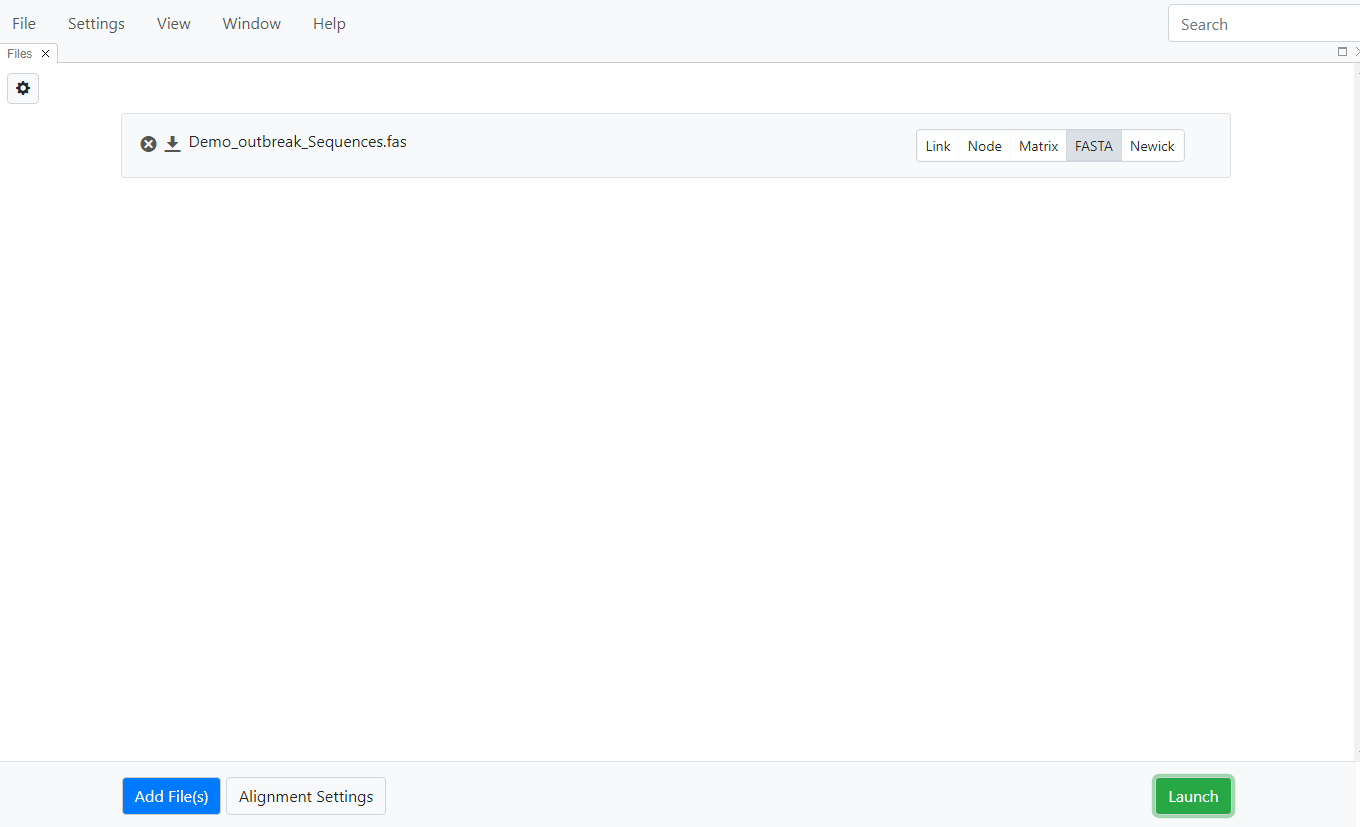 File Settings View Window Help Search
Files
Demo_outbreak_Sequences.fas Link Node Matrix FASTA Newick
Add File(s) Alignment Settings Launch